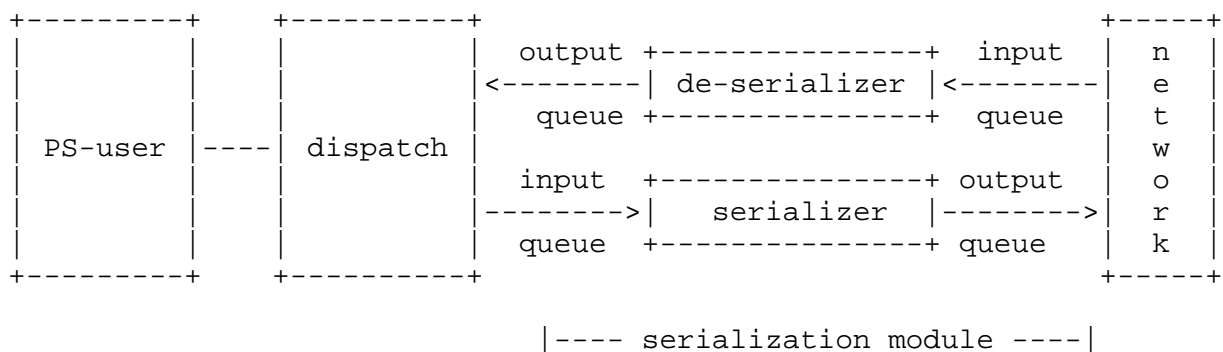 +---------+    +---------+                               +-----+
|         |    |         |  output +---------------+  input  |  n  |
|         |    |         |<--------| de-serializer |<--------|  e  |
|         |    |         |   queue +---------------+  queue  |  t  |
| PS-user |----| dispatch |                                   |  w  |
|         |    |         |  input  +---------------+ output  |  o  |
|         |    |         |-------->|   serializer  |-------->|  r  |
|         |    |         |  queue  +---------------+ queue   |  k  |
+---------+    +---------+                               +-----+
|---- serialization module ----|